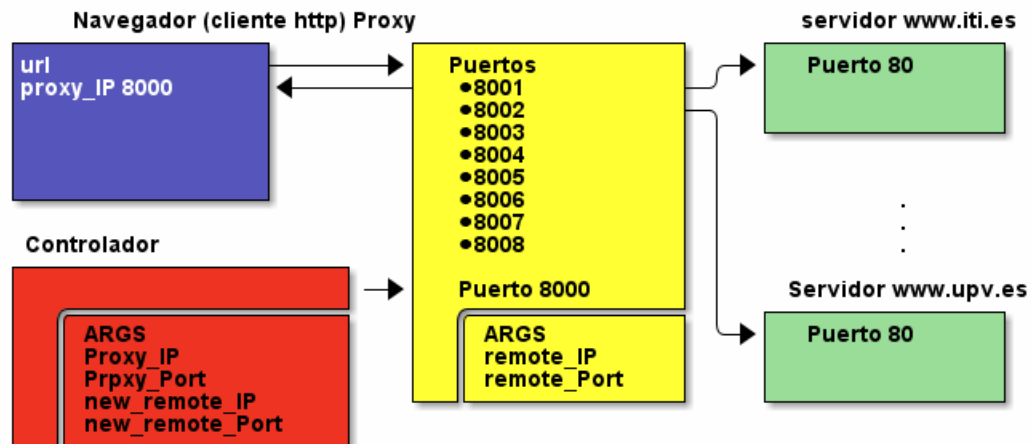 Navegador (cliente http) Proxy
servidor www.iti.es
url
proxy_IP 8000
Puertos
●8001
●8002
●8003
●8004
●8005
●8006
●8007
●8008
Puerto 80
Controlador
Puerto 8000
Servidor www.upv.es
ARGS
Proxy_IP
Prpxy_Port
new_remote_IP
new_remote_Port
ARGS
remote_IP
remote_Port
Puerto 80